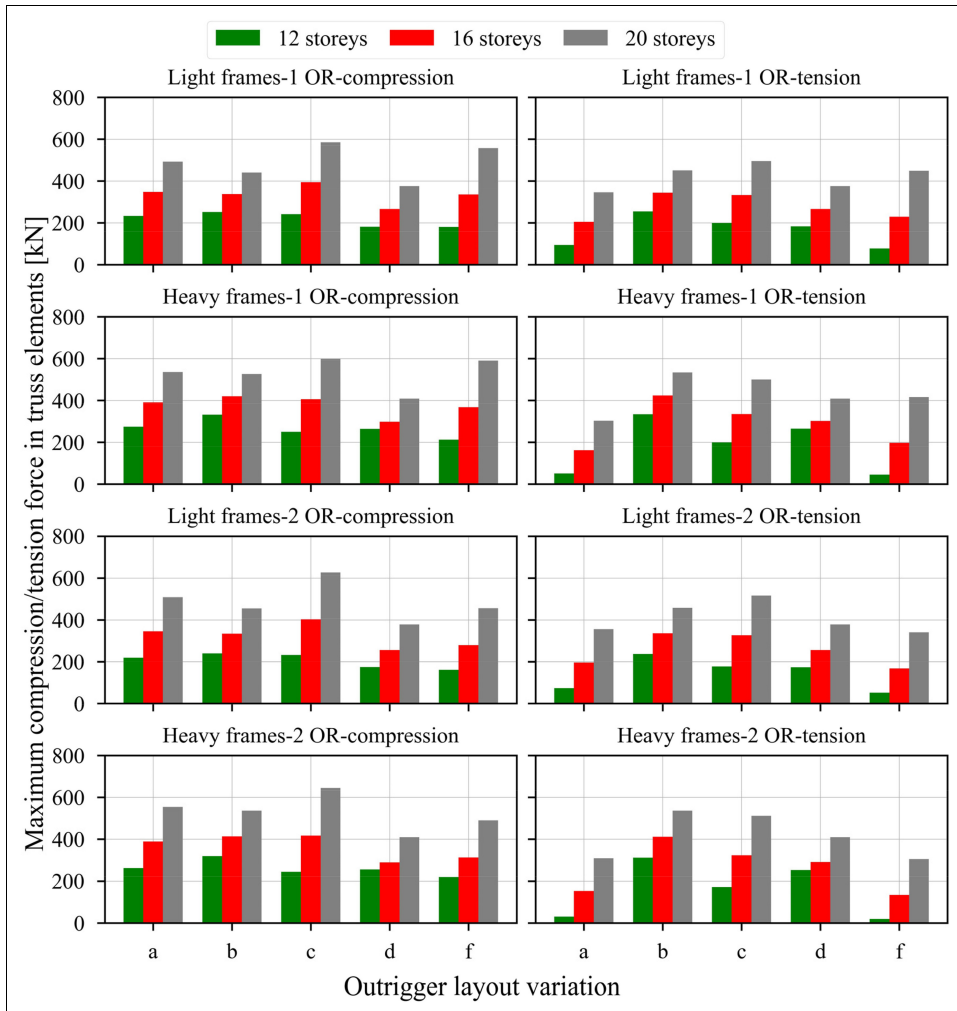 12 storeys 16 storeys 20 storeys
Maximum compression/tension force in truss elements [kN]
Light frames-1 OR-compression Light frames-1 OR-tension
800
600
400
200
0
Heavy frames-1 OR-compression Heavy frames-1 OR-tension
800
600
400
200
0
Light frames-2 OR-compression Light frames-2 OR-tension
800
600
400
200
0
Heavy frames-2 OR-compression Heavy frames-2 OR-tension
800
600
400
200
0
a b c d f a b c d f
Outrigger layout variation